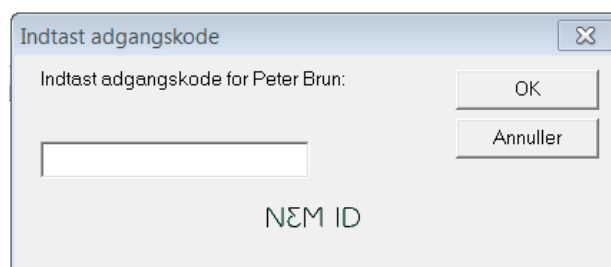 Indtast adgangskode
Indtast adgangskode for Peter Brun:
OK
Annuller
NEM ID